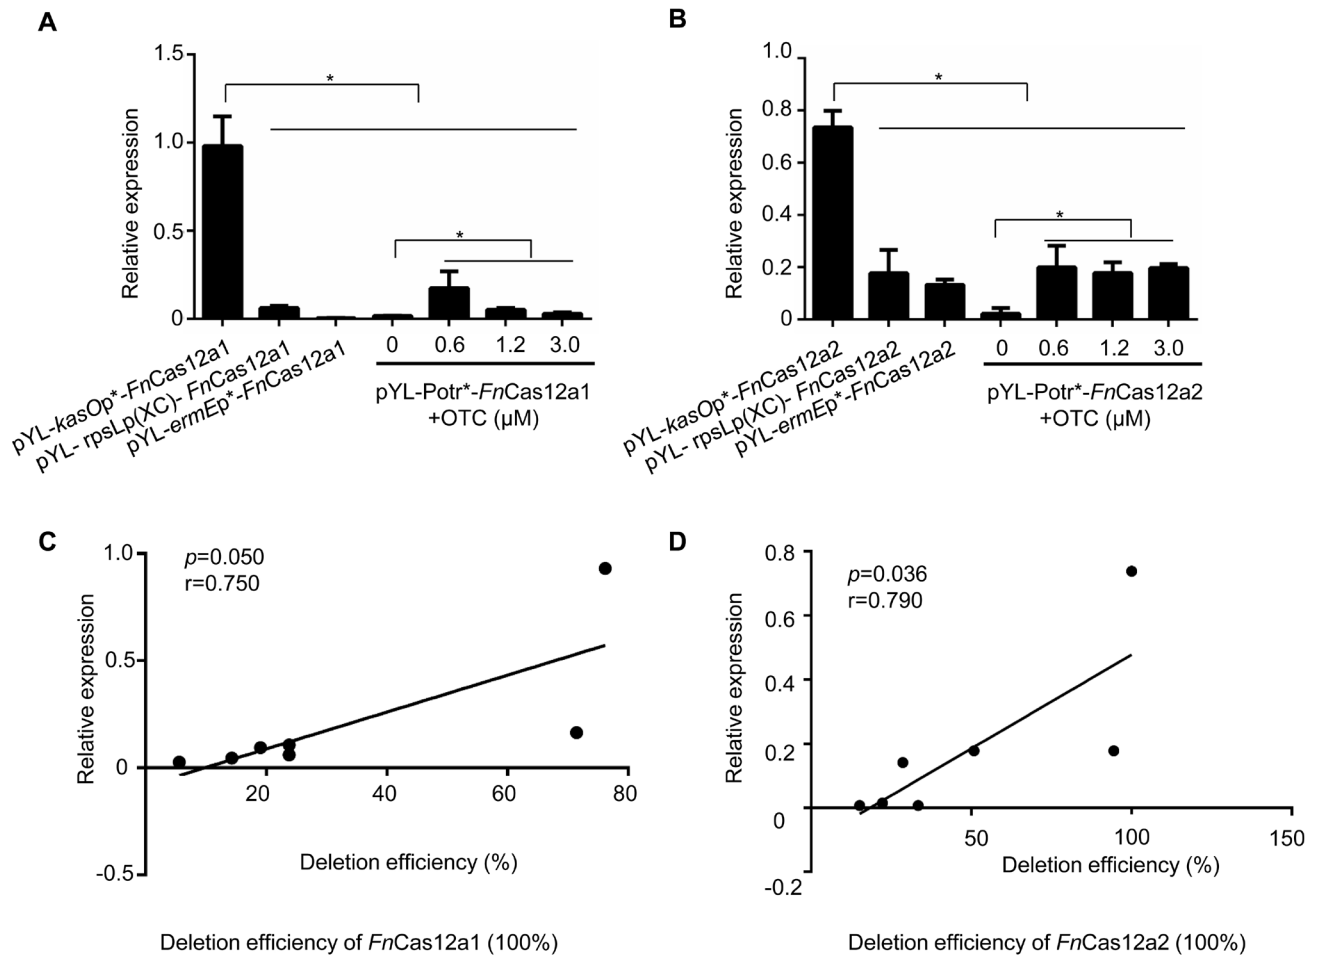 A
Relative expression
1.5
1.0
0.5
0
*
*
pYL-kasOp*-FnCas12a1
pYL- rpsLp(XC)- FnCas12a1
pYL-ermEp*-FnCas12a1
0 0.6 1.2 3.0
pYL-Potr*-FnCas12a1
+OTC (μM)
B
Relative expression
1.0
0.8
0.6
0.4
0.2
0
*
*
pYL-kasOp*-FnCas12a2
pYL- rpsLp(XC)- FnCas12a2
pYL-ermEp*-FnCas12a2
0 0.6 1.2 3.0
pYL-Potr*-FnCas12a2
+OTC (μM)
C
Relative expression
1.0
0.5
0
-0.5
p=0.050
r=0.750
20 40 60 80
Deletion efficiency (%)
Deletion efficiency of FnCas12a1 (100%)
D
Relative expression
0.8
0.6
0.4
0.2
0
-0.2
p=0.036
r=0.790
50 100 150
Deletion efficiency (%)
Deletion efficiency of FnCas12a2 (100%)